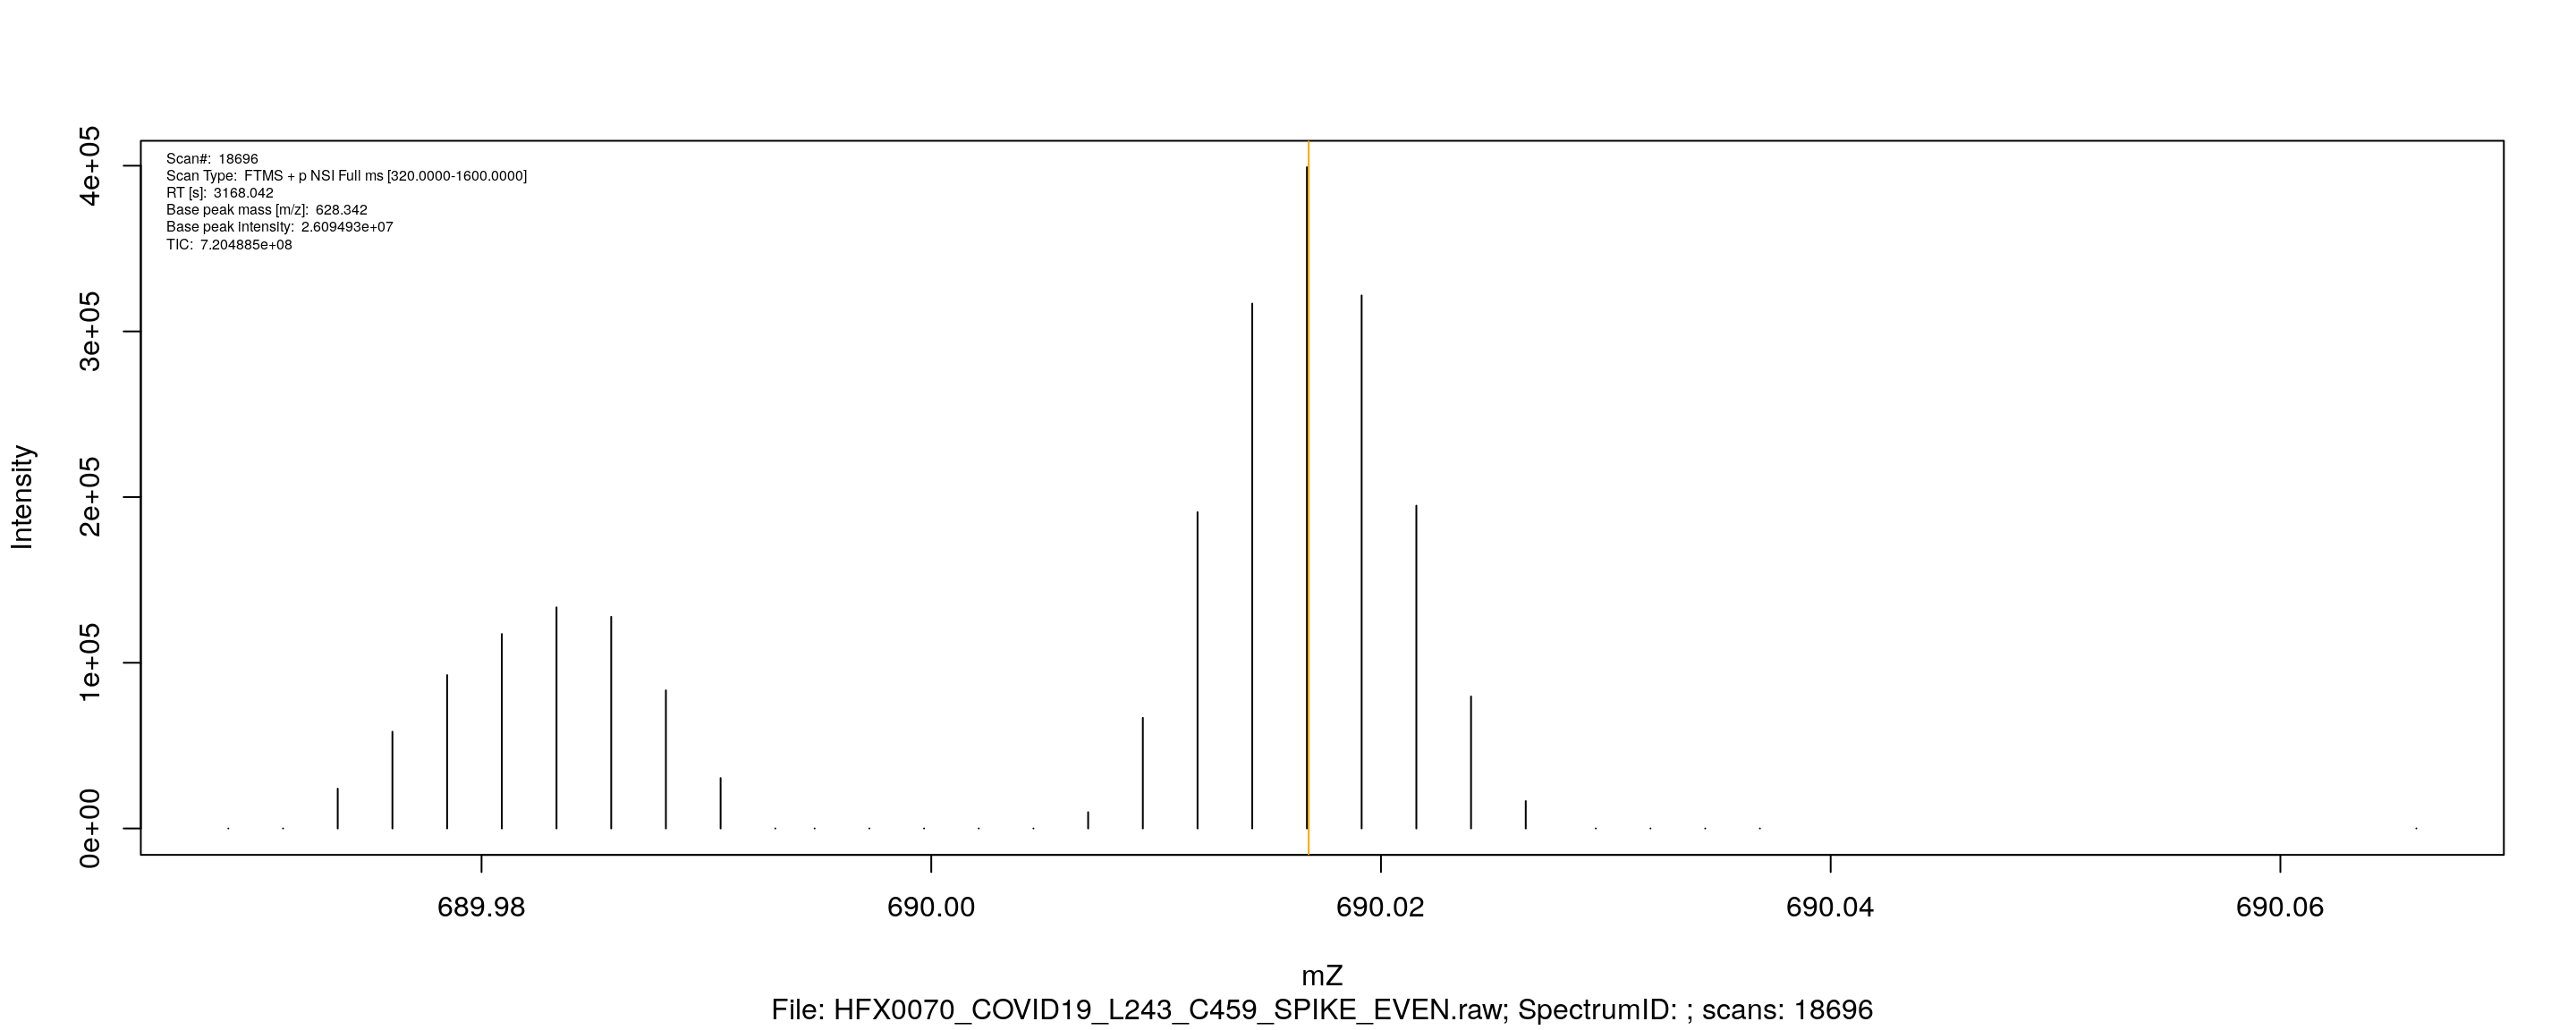 Scan#: 18696
Scan Type: FTMS + p NSI Full ms [320.0000-1600.0000]
RT [s]: 3168.042
Base peak mass [m/z]: 628.342
Base peak intensity: 2.609493e+07
TIC: 7.204885e+08
4e+05
3e+05
2e+05
1e+05
0e+00
Intensity
689.98 690.00 690.02 690.04 690.06
mZ
File: HFX0070_COVID19_L243_C459_SPIKE_EVEN.raw; SpectrumID: ; scans: 18696